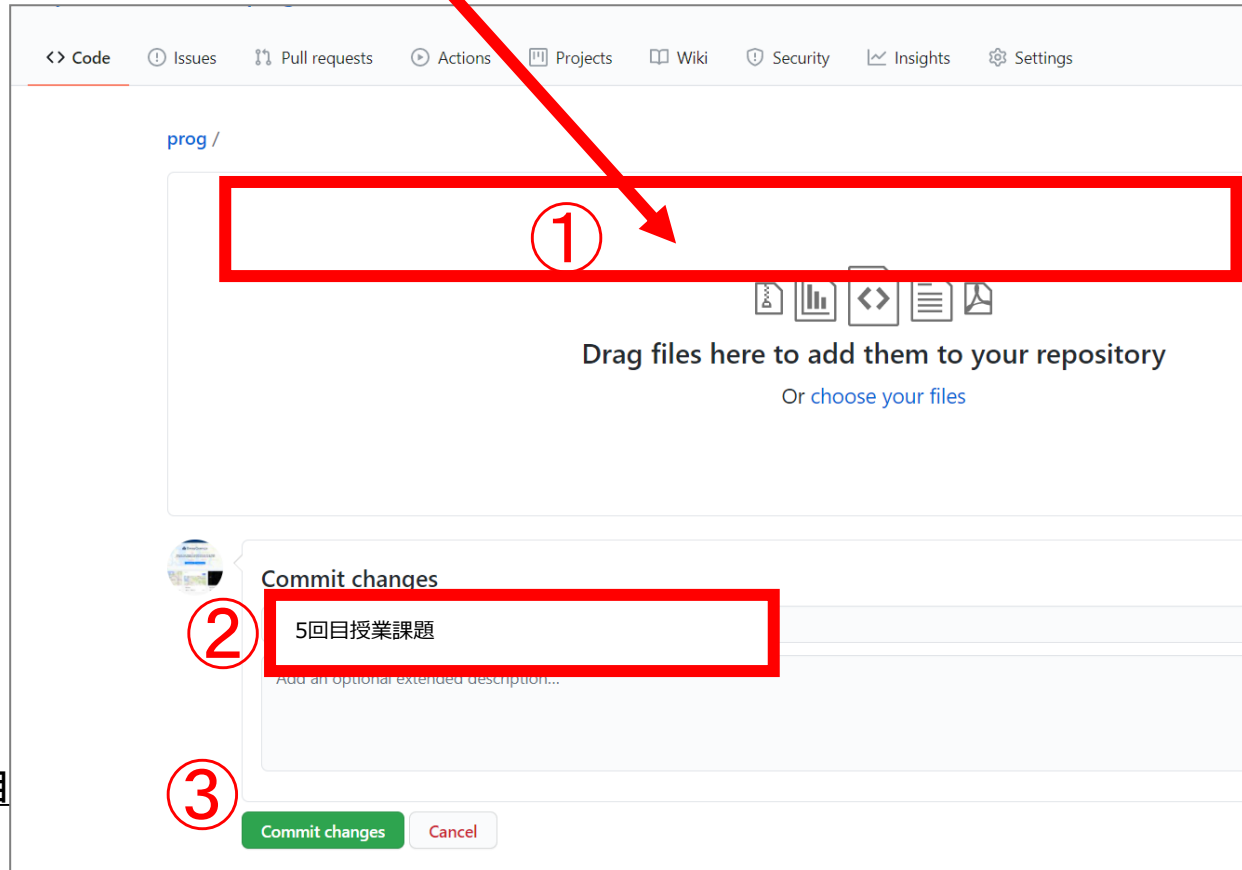 Code Issues Pull requests Actions Projects Wiki Security Insights Settings
prog /
①
Drag files here to add them to your repository
Or choose your files
Commit changes
②
5回目授業課題
Add an optional extended description...
③
Commit changes Cancel